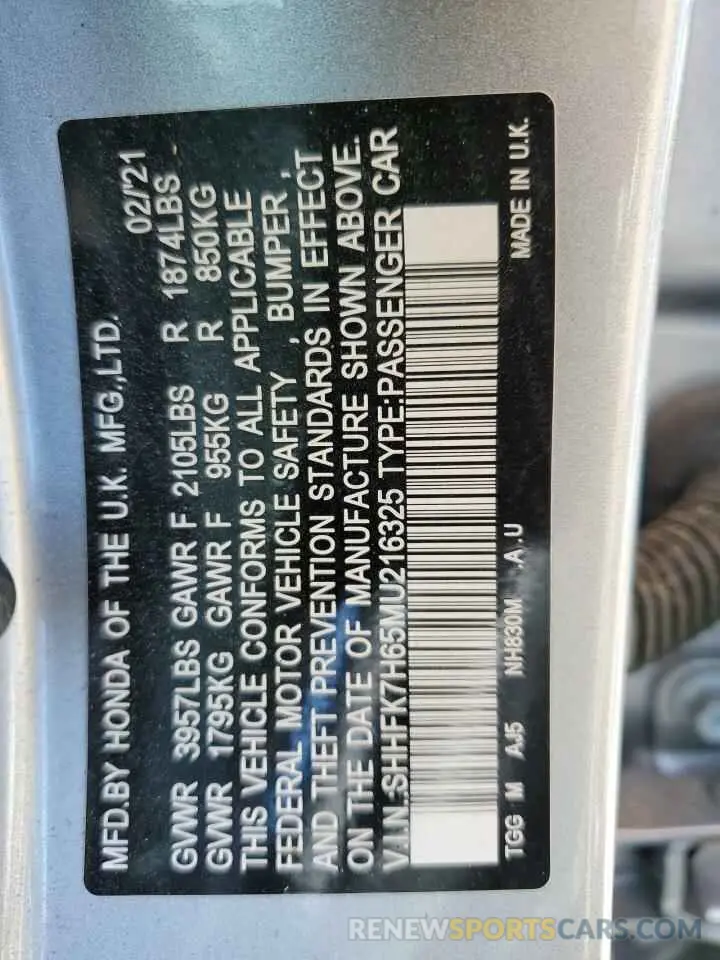 MFD.BY HONDA OF THE U.K. MFG.,LTD. 02/'21
GVWR 3957LBS GAWR F 2105LBS R 1874LBS
GVWR 1795KG GAWR F 955KG R 850KG
THIS VEHICLE CONFORMS TO ALL APPLICABLE
FEDERAL MOTOR VEHICLE SAFETY , BUMPER ,
AND THEFT PREVENTION STANDARDS IN EFFECT
ON THE DATE OF MANUFACTURE SHOWN ABOVE.
V.I.N.:SHHFK7H65MU216325 TYPE:PASSENGER CAR
TGG M AJ5 NH830M .A .U MADE IN U.K.
RENEWSPORTSCARS.COM